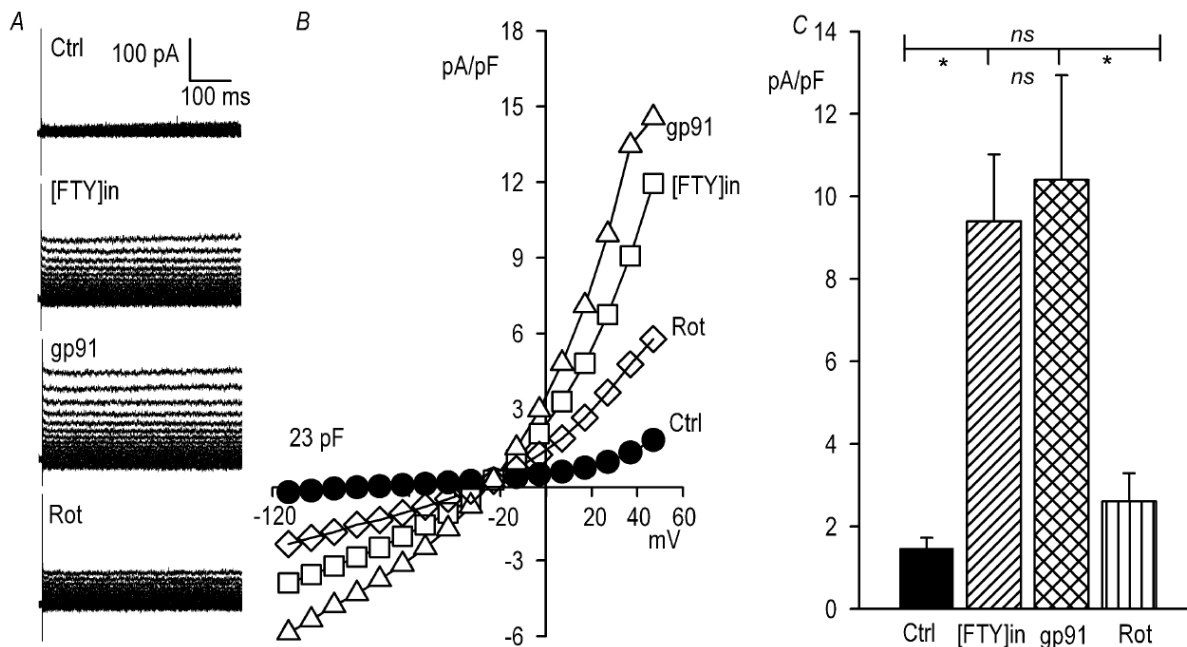 A
Ctrl
100 pA
100 ms
[FTY]in
gp91
Rot
B
pA/pF
18
15
12
9
6
3
-3
-6
gp91
[FTY]in
Rot
Ctrl
23 pF
-120
-20
20
40
60
mV
C
pA/pF
14
12
10
8
6
4
2
0
ns
*
ns
*
Ctrl
[FTY]in
gp91
Rot